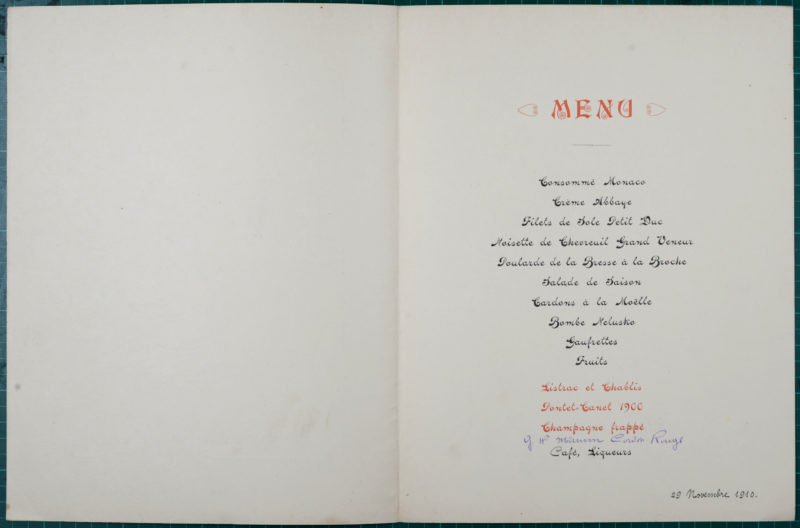 MENU
Consommé Monaco
Crème Abbaye
Filets de Sole Petit Duc
Noisette de Chevreuil Grand Veneur
Poularde de la Bresse à la Broche
Salade de Saison
Cardons à la Moëlle
Bombe Nelusko
Gaufrettes
Fruits
Listrac et Chablis
Pontet-Canet 1900
Champagne frappé
G. H. Mumm Cordon Rouge
Café, Liqueurs
29 Novembre 1910.